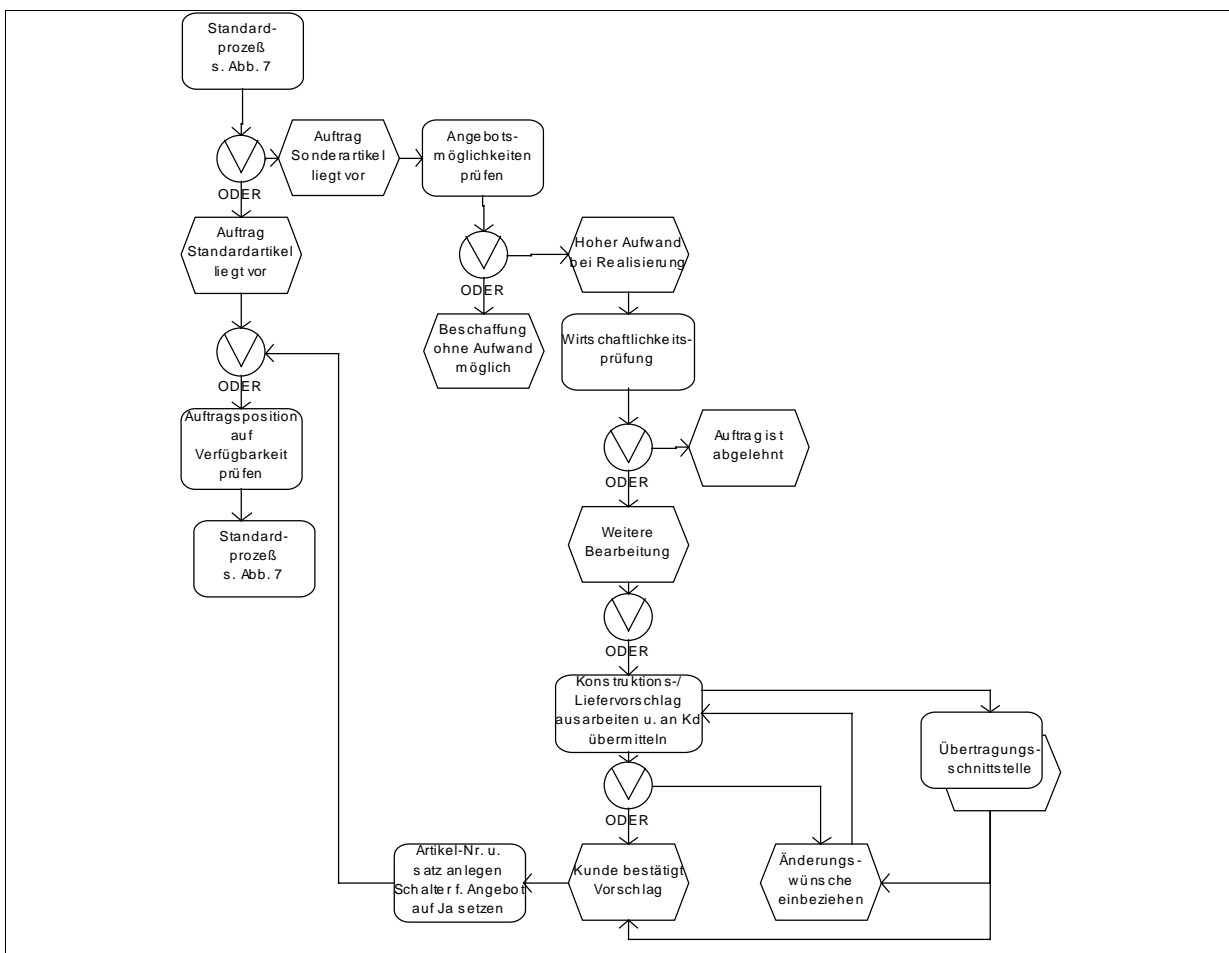 Standard-
prozeß
s. Abb. 7
ODER
Auftrag
Sonderartikel
liegt vor
Angebots-
möglichkeiten
prüfen
Auftrag
Standardartikel
liegt vor
ODER
Hoher Aufwand
bei Realisierung
Beschaffung
ohne Aufwand
möglich
Wirtschaftlichkeits-
prüfung
ODER
Auftragsposition
auf
Verfügbarkeit
prüfen
ODER
Auftrag ist
abgelehnt
Standard-
prozeß
s. Abb. 7
Weitere
Bearbeitung
ODER
Konstruktions-/
Liefervorschlag
ausarbeiten u. an Kd
übermitteln
Übertragungs-
schnittstelle
ODER
Artikel-Nr. u.
satz anlegen
Schalter f. Angebot
auf Ja setzen
Kunde bestätigt
Vorschlag
Änderungs-
wünsche
einbeziehen